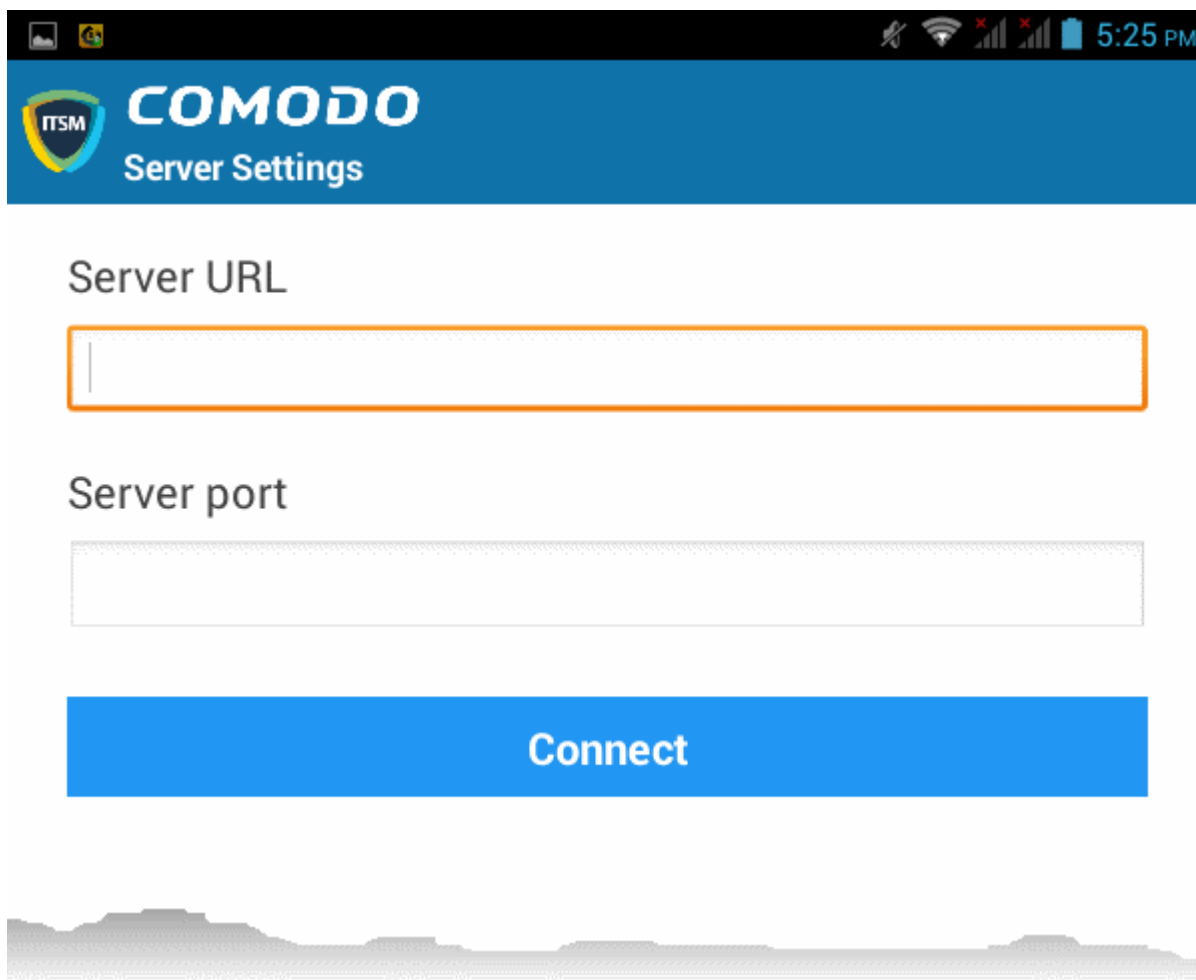 5:25 PM
ITSM
COMODO
Server Settings
Server URL
Server port
Connect